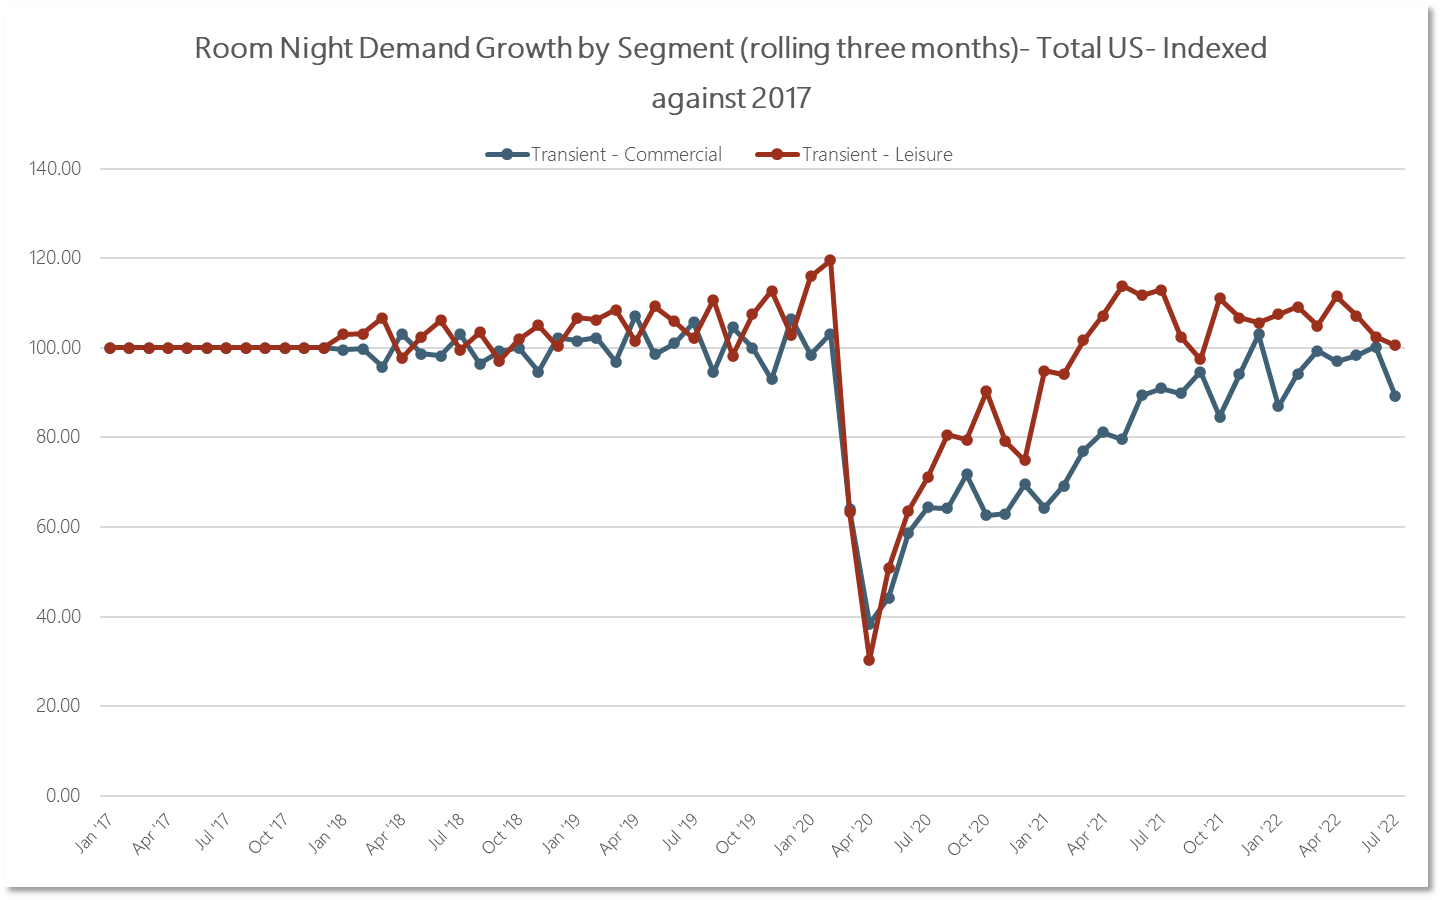 Room Night Demand Growth by Segment (rolling three months)- Total US- Indexed
against 2017
Transient - Commercial
Transient - Leisure
140.00
120.00
100.00
80.00
60.00
40.00
20.00
0.00
Jan '17
Apr '17
Jul '17
Oct '17
Jan '18
Apr '18
Jul '18
Oct '18
Jan '19
Apr '19
Jul '19
Oct '19
Jan '20
Apr '20
Jul '20
Oct '20
Jan '21
Apr '21
Jul '21
Oct '21
Jan '22
Apr '22
Jul '22